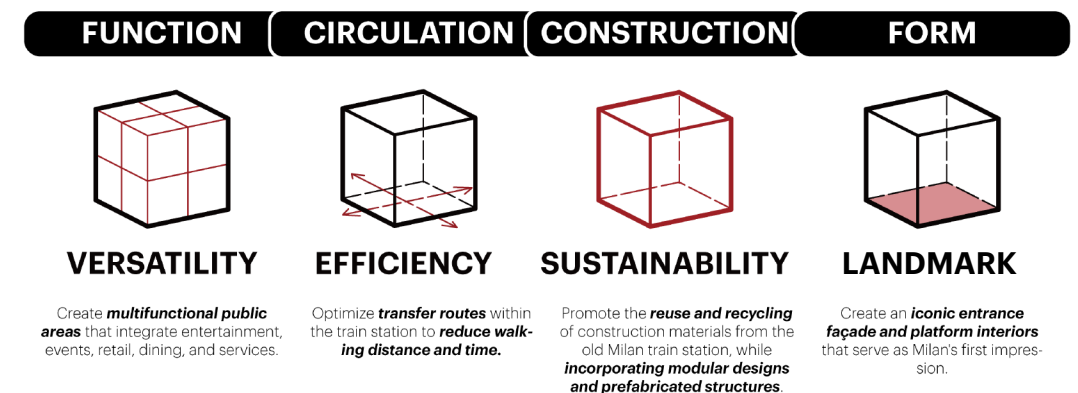 FUNCTION
CIRCULATION
CONSTRUCTION
FORM
VERSATILITY
Create multifunctional public
areas that integrate entertainment,
events, retail, dining, and services.
EFFICIENCY
Optimize transfer routes within
the train station to reduce walk-
ing distance and time.
SUSTAINABILITY
Promote the reuse and recycling
of construction materials from the
old Milan train station, while
incorporating modular designs
and prefabricated structures.
LANDMARK
Create an iconic entrance
façade and platform interiors
that serve as Milan's first impres-
sion.